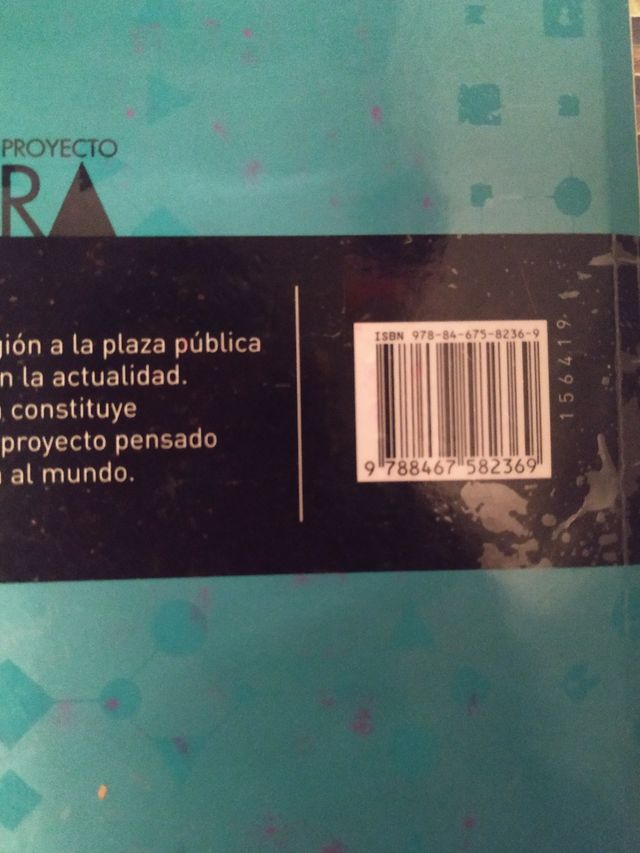 PROYECTO
RA
gión a la plaza pública
n la actualidad.
constituye
proyecto pensado
al mundo.
ISBN 978-84-675-8236-9
9 788467 582369
156419